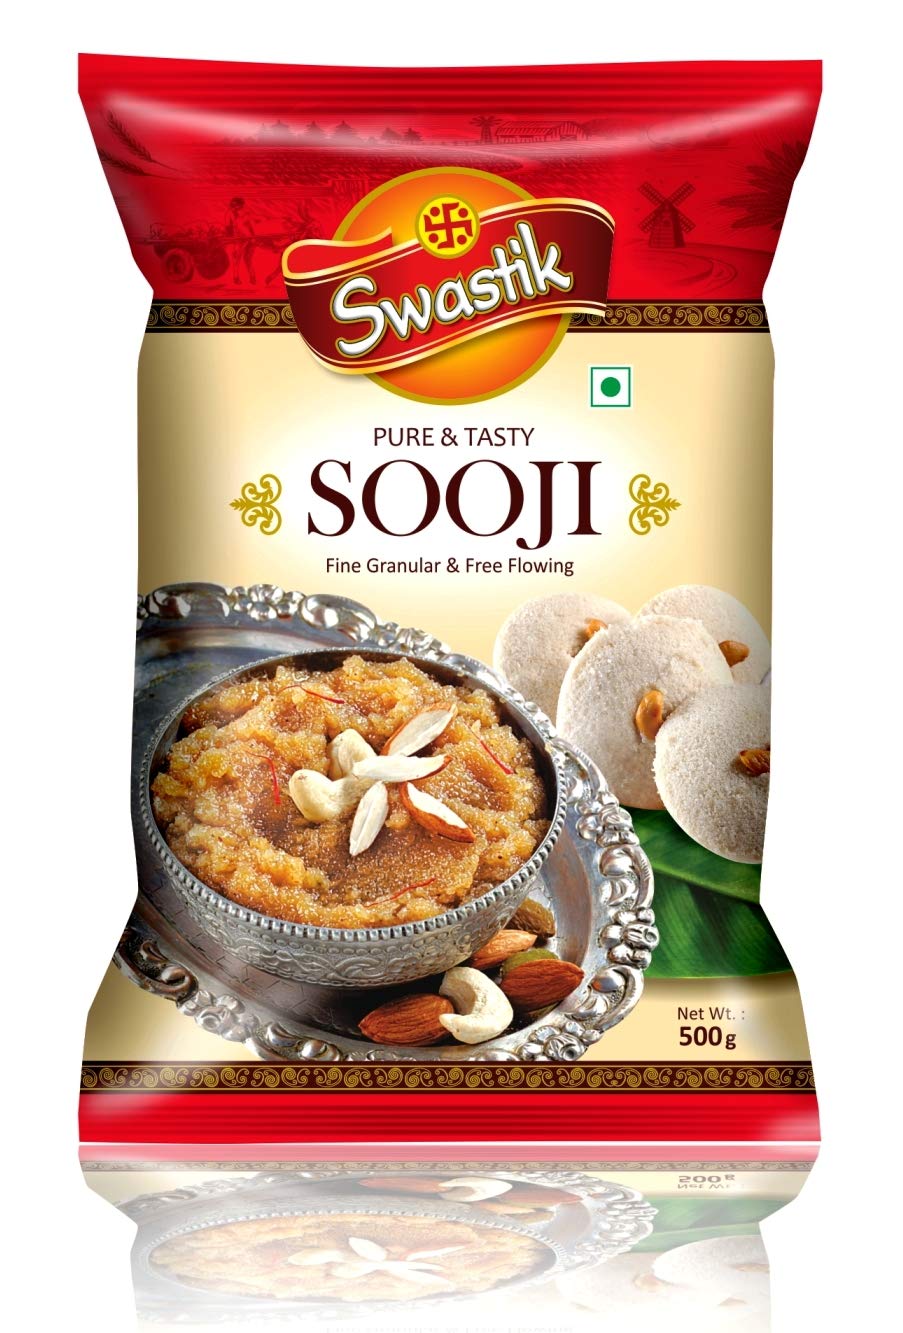 Swastik
PURE & TASTY
SOOJI
Fine Granular & Free Flowing
Net Wt. :
500g